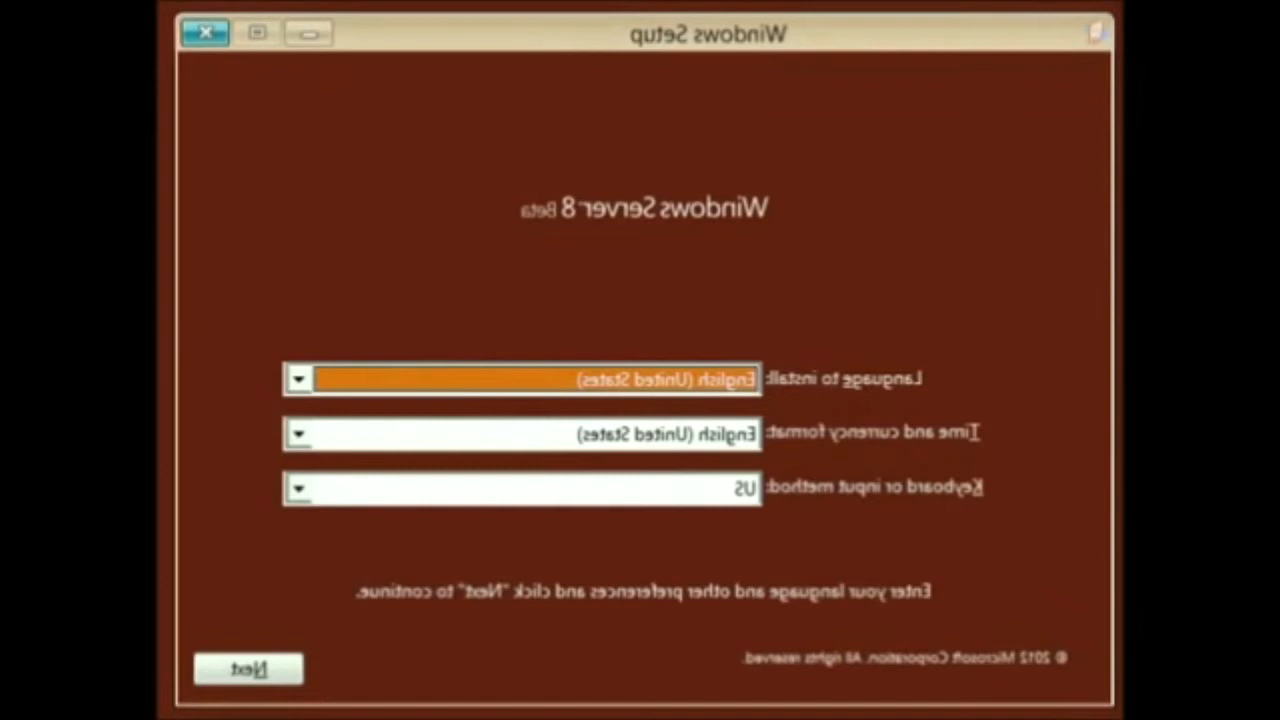 Windows Setup
Windows Server "8" Beta
Language to install: English (United States)
Time and currency format: English (United States)
Keyboard or input method: US
Enter your language and other preferences and click "Next" to continue.
© 2012 Microsoft Corporation. All rights reserved.
Next